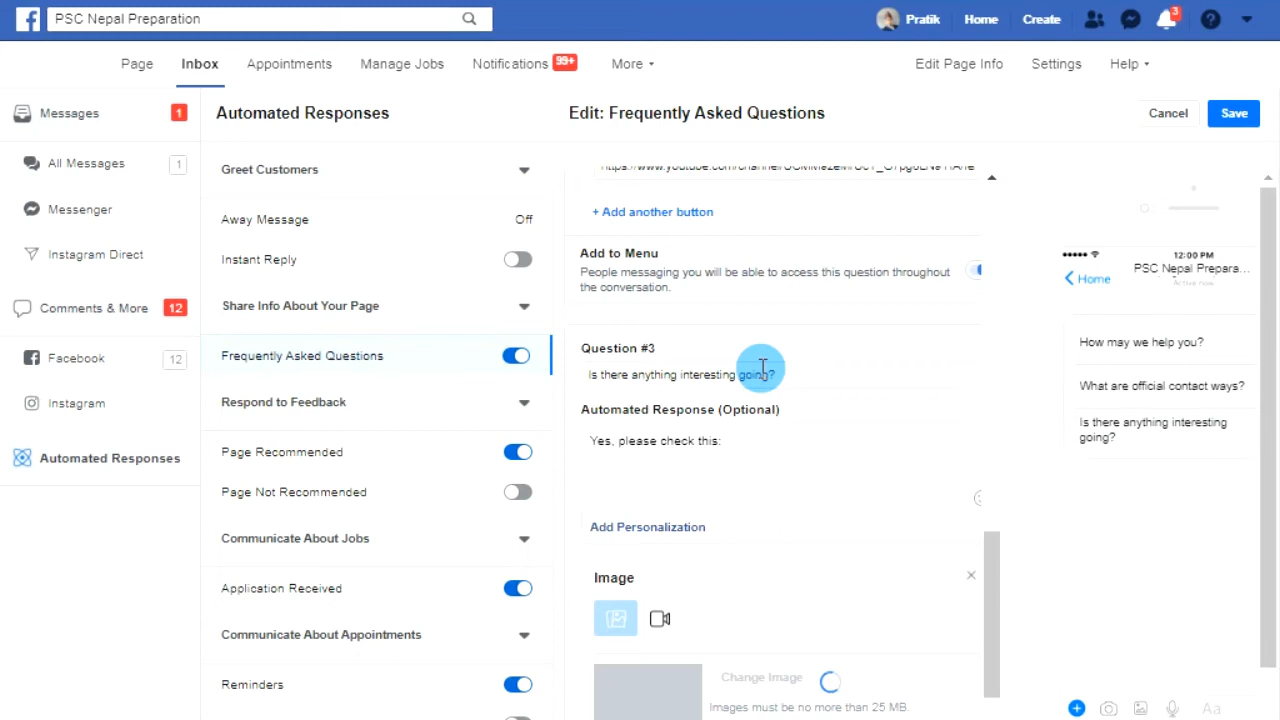 PSC Nepal Preparation
Pratik
Home
Create
3
Page
Inbox
Appointments
Manage Jobs
Notifications
99+
More
Edit Page Info
Settings
Help
Messages
1
All Messages
1
Messenger
Instagram Direct
Comments & More
12
Facebook
12
Instagram
Automated Responses
Automated Responses
Greet Customers
Away Message
Off
Instant Reply
Share Info About Your Page
Frequently Asked Questions
Respond to Feedback
Page Recommended
Page Not Recommended
Communicate About Jobs
Application Received
Communicate About Appointments
Reminders
Edit: Frequently Asked Questions
Cancel
Save
+ Add another button
Add to Menu
People messaging you will be able to access this question throughout
the conversation.
Question #3
Is there anything interesting going?
Automated Response (Optional)
Yes, please check this:
Add Personalization
Image
Change Image
Images must be no more than 25 MB.
12:00 PM
Home
PSC Nepal Prepara...
Active now
How may we help you?
What are official contact ways?
Is there anything interesting
going?
Aa